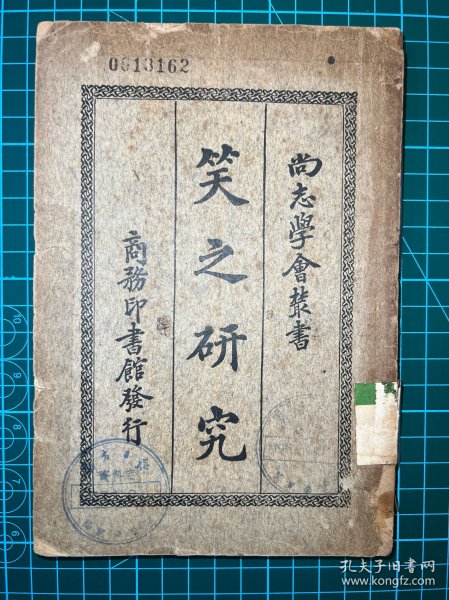 0013162
尚志學會叢書
笑之研究
商務印書館發行
孔夫子旧书网
www.kongfz.com